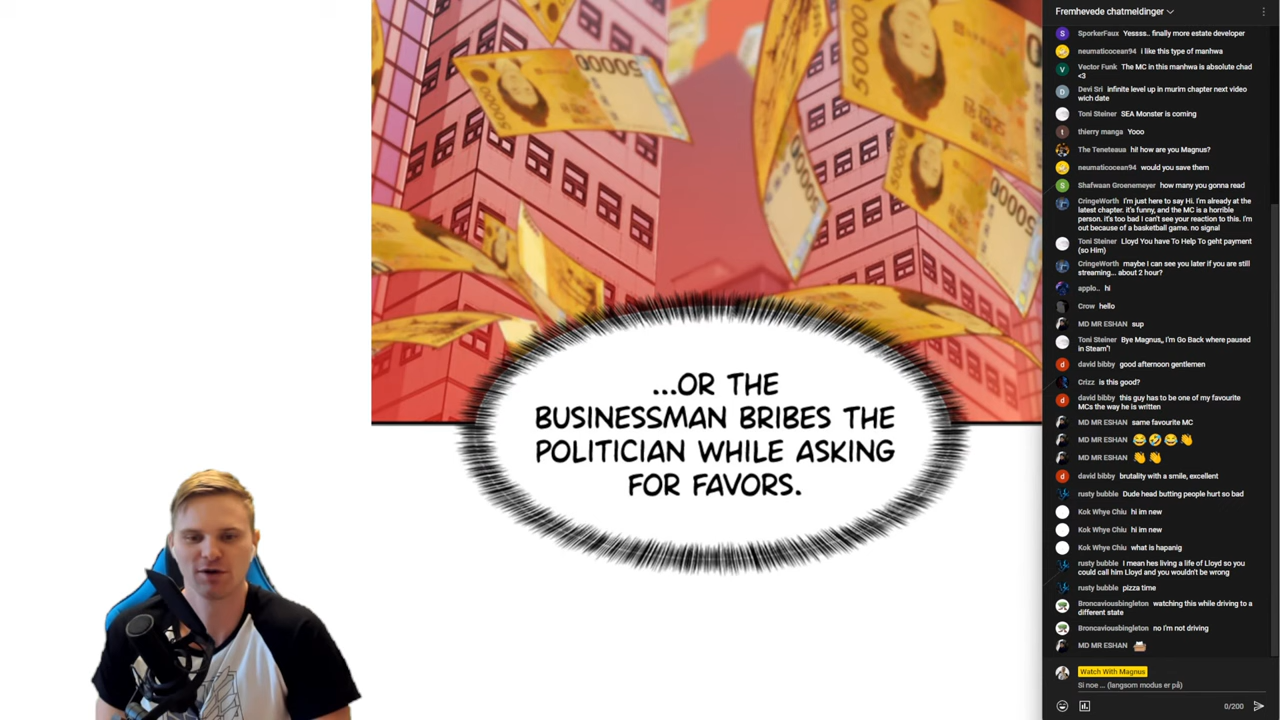 50000
50000
50000
50000
...OR THE
BUSINESSMAN BRIBES THE
POLITICIAN WHILE ASKING
FOR FAVORS.
Fremhevede chatmeldinger
SporkerFaux Yessss.. finally more estate developer
neumaticocean94 i like this type of manhwa
Vector Funk The MC in this manhwa is absolute chad
<3
Devi Sri infinite level up in murim chapter next video
wich date
Toni Steiner SEA Monster is coming
thierry manga Yooo
The Teneteaua hi! how are you Magnus?
neumaticocean94 would you save them
Shafwaan Groenemeyer how many you gonna read
CringeWorth I'm just here to say Hi. I'm already at the
latest chapter. it's funny, and the MC is a horrible
person. it's too bad I can't see your reaction to this. I'm
out because of a basketball game. no signal
Toni Steiner Lloyd You have To Help To geht payment
(so Him)
CringeWorth maybe I can see you later if you are still
streaming... about 2 hour?
applo.. hi
Crow hello
MD MR ESHAN sup
Toni Steiner Bye Magnus,, I'm Go Back where paused
in Steam"!
david bibby good afternoon gentlemen
Crizz is this good?
david bibby this guy has to be one of my favourite
MCs the way he is written
MD MR ESHAN same favourite MC
MD MR ESHAN 😂🤣😂👏
MD MR ESHAN 👏👏
david bibby brutality with a smile, excellent
rusty bubble Dude head butting people hurt so bad
Kok Whye Chiu hi im new
Kok Whye Chiu hi im new
Kok Whye Chiu what is hapanig
rusty bubble I mean hes living a life of Lloyd so you
could call him Lloyd and you wouldn't be wrong
rusty bubble pizza time
Broncaviousbingleton watching this while driving to a
different state
Broncaviousbingleton no I'm not driving
MD MR ESHAN
Watch With Magnus
Si noe ... (langsom modus er på)
0/200